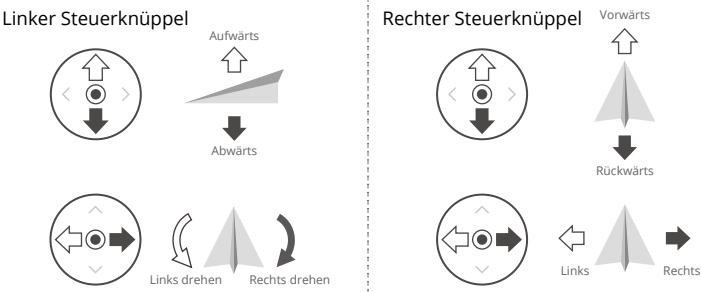 Linker Steuerknüppel
Aufwärts
Abwärts
Links drehen
Rechts drehen
Rechter Steuerknüppel
Vorwärts
Rückwärts
Links
Rechts